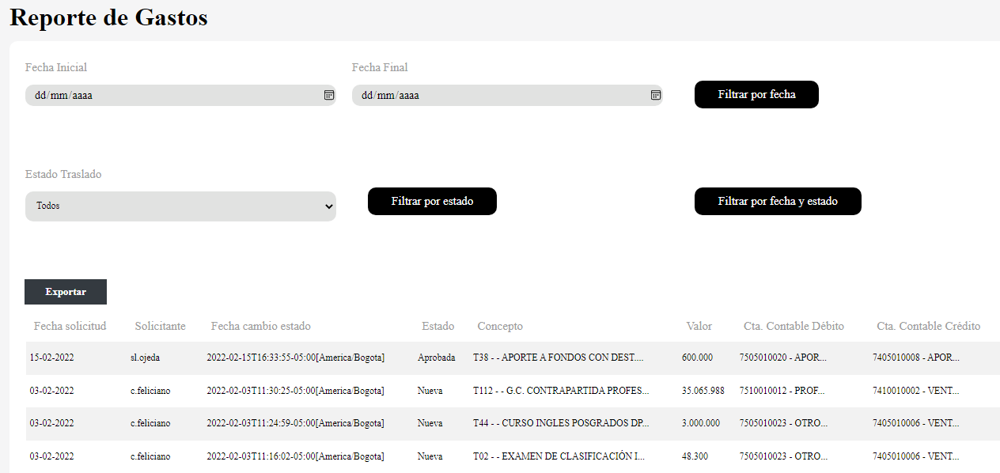 Reporte de Gastos
Fecha Inicial Fecha Final
dd/mm/aaaa dd/mm/aaaa Filtrar por fecha
Estado Traslado
Todos Filtrar por estado Filtrar por fecha y estado
Exportar
Fecha solicitud Solicitante Fecha cambio estado Estado Concepto Valor Cta. Contable Débito Cta. Contable Crédito
15-02-2022 sl.ojeda 2022-02-15T16:33:55-05:00[America/Bogota] Aprobada T38 - - APORTE A FONDOS CON DEST.... 600.000 7505010020 - APOR... 7405010008 - APOR...
03-02-2022 c.feliciano 2022-02-03T11:30:25-05:00[America/Bogota] Nueva T112 - - G.C. CONTRAPARTIDA PROFES... 35.065.988 7510010012 - PROF... 7410010002 - VENT...
03-02-2022 c.feliciano 2022-02-03T11:24:59-05:00[America/Bogota] Nueva T44 - - CURSO INGLES POSGRADOS DP... 3.000.000 7505010023 - OTRO... 7405010006 - VENT...
03-02-2022 c.feliciano 2022-02-03T11:16:02-05:00[America/Bogota] Nueva T02 - - EXAMEN DE CLASIFICACIÓN I... 48.300 7505010023 - OTRO... 7405010006 - VENT...